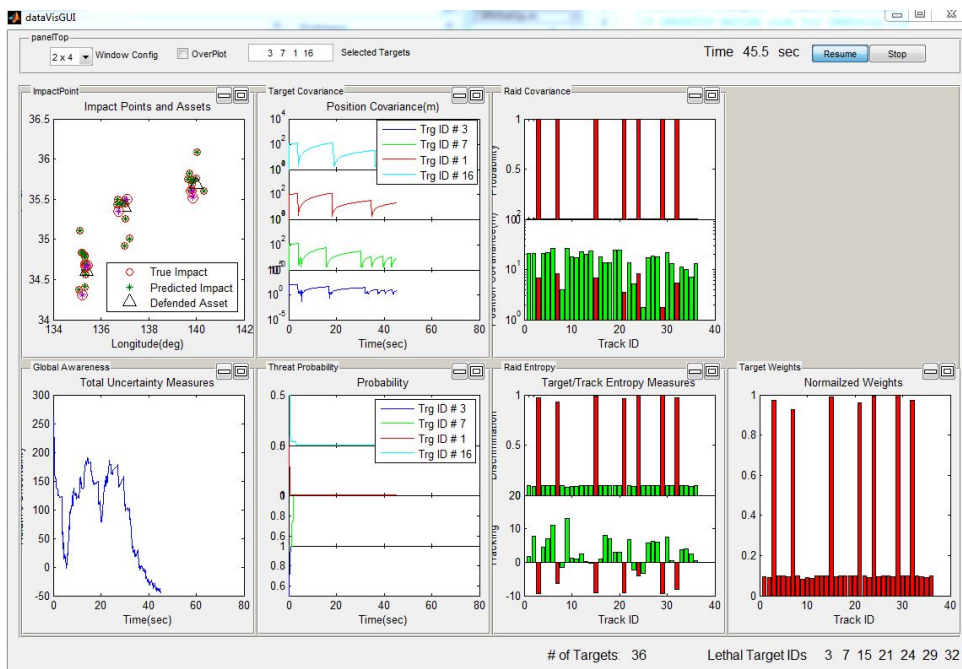 dataVisGUI
panelTop
2 x 4 Window Config OverPlot 3 7 1 16 Selected Targets Time 45.5 sec Resume Stop
ImpactPoint
Impact Points and Assets
36.5
36
35.5
35
34.5
34
134 136 138 140 142
Longitude(deg)
True Impact
Predicted Impact
Defended Asset
Target Covariance
Position Covariance(m)
Trg ID # 3
Trg ID # 7
Trg ID # 1
Trg ID # 16
0 20 40 60 80
Time(sec)
Raid Covariance
Probability
1
0.5
0 10 20 30 40
Track ID
Global Awareness
Total Uncertainty Measures
300
250
200
150
100
50
0
-50
0 20 40 60 80
Time(sec)
Threat Probability
Probability
0.5
Trg ID # 3
Trg ID # 7
Trg ID # 1
Trg ID # 16
0.8
0.6
1
0.8
0.6
0 20 40 60 80
Time(sec)
Raid Entropy
Target/Track Entropy Measures
Discrimination
1
0.5
Tracking
10
0
-10
0 10 20 30 40
Track ID
Target Weights
Normailzed Weights
1
0.8
0.6
0.4
0.2
0
0 10 20 30 40
Track ID
# of Targets: 36 Lethal Target IDs 3 7 15 21 24 29 32